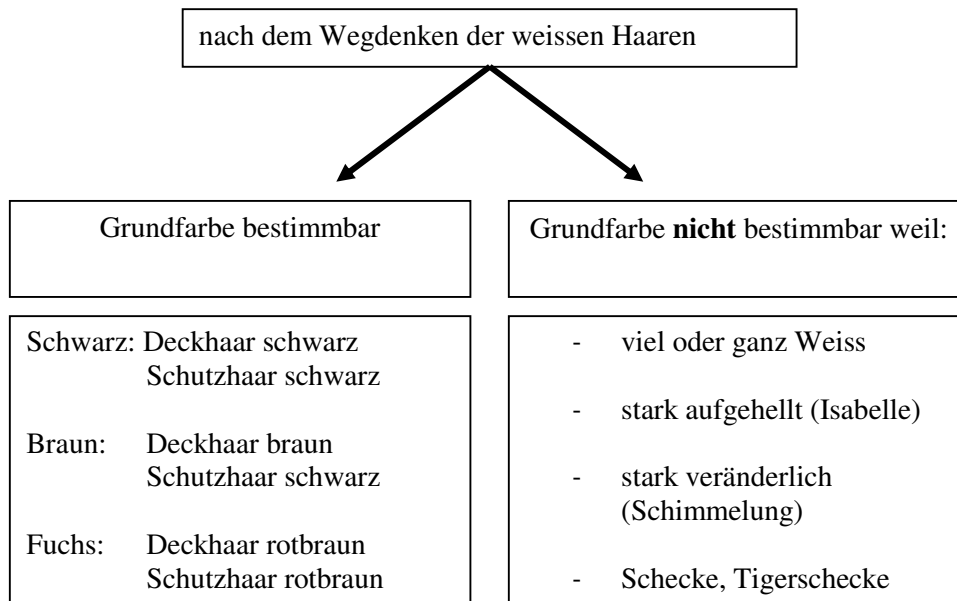 nach dem Wegdenken der weissen Haaren
Grundfarbe bestimmbar
Schwarz: Deckhaar schwarz
Schutzhaar schwarz
Braun: Deckhaar braun
Schutzhaar schwarz
Fuchs: Deckhaar rotbraun
Schutzhaar rotbraun
Grundfarbe nicht bestimmbar weil:
- viel oder ganz Weiss
- stark aufgehellt (Isabelle)
- stark veränderlich
(Schimmelung)
- Schecke, Tigerschecke